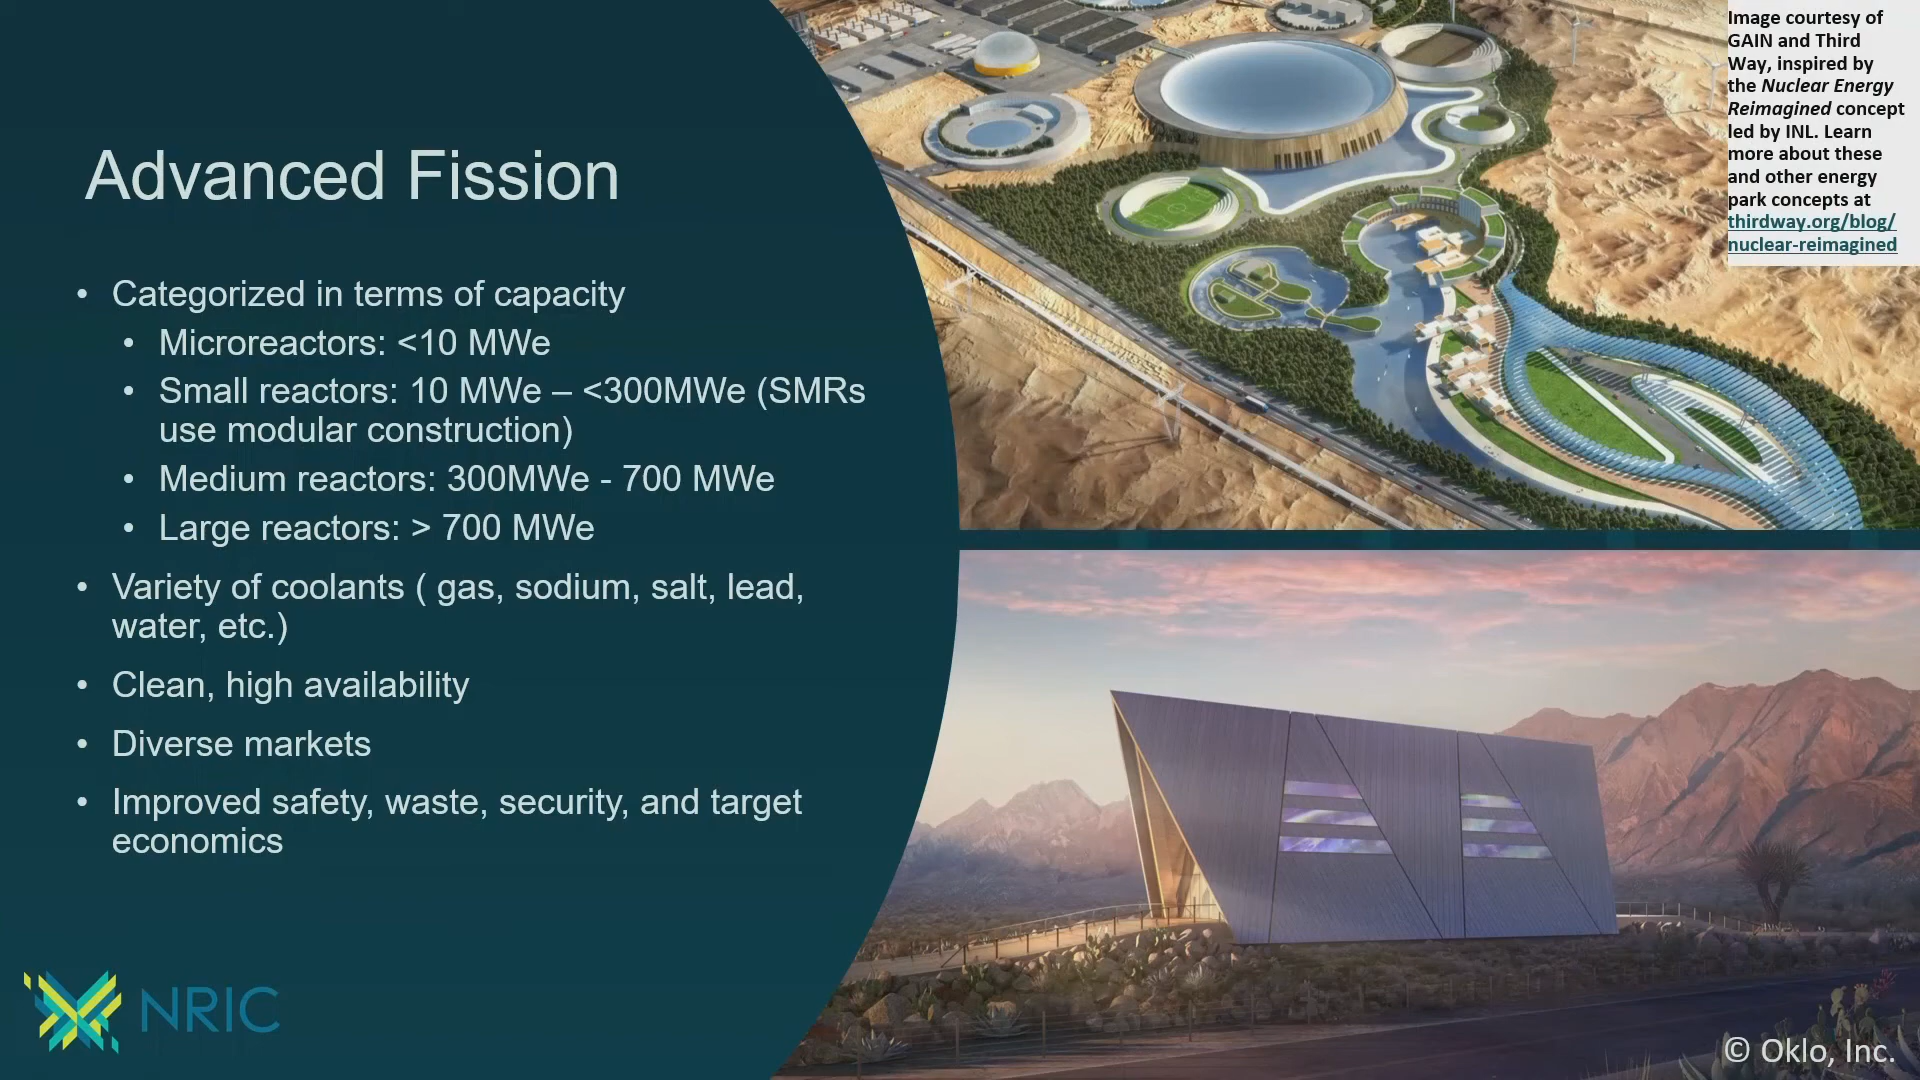 Advanced Fission
• Categorized in terms of capacity
• Microreactors: <10 MWe
• Small reactors: 10 MWe – <300MWe (SMRs
use modular construction)
• Medium reactors: 300MWe - 700 MWe
• Large reactors: > 700 MWe
• Variety of coolants ( gas, sodium, salt, lead,
water, etc.)
• Clean, high availability
• Diverse markets
• Improved safety, waste, security, and target
economics
NRIC
Image courtesy of
GAIN and Third
Way, inspired by
the Nuclear Energy
Reimagined concept
led by INL. Learn
more about these
and other energy
park concepts at
thirdway.org/blog/
nuclear-reimagined
© Oklo, Inc.